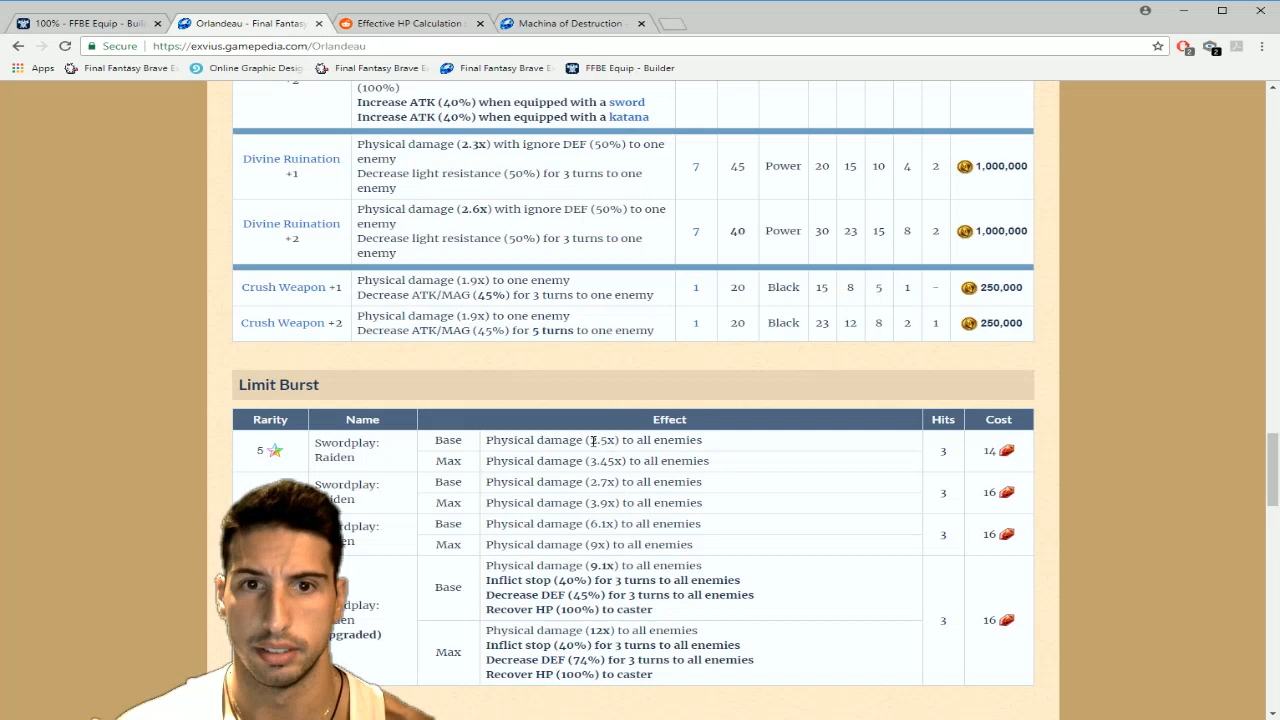 100% - FFBE Equip - Buil
Orlandeau - Final Fantasy
Effective HP Calculation
Machina of Destruction -
Secure
https://exvius.gamepedia.com/Orlandeau
Apps
Final Fantasy Brave E
Online Graphic Desi
Final Fantasy Brave E
Final Fantasy Brave E
FFBE Equip - Builder
(100%)
Increase ATK (40%) when equipped with a sword
Increase ATK (40%) when equipped with a katana
Divine Ruination +1
Physical damage (2.3x) with ignore DEF (50%) to one enemy
Decrease light resistance (50%) for 3 turns to one enemy
7 45 Power 20 15 10 4 2 1,000,000
Divine Ruination +2
Physical damage (2.6x) with ignore DEF (50%) to one enemy
Decrease light resistance (50%) for 3 turns to one enemy
7 40 Power 30 23 15 8 2 1,000,000
Crush Weapon +1
Physical damage (1.9x) to one enemy
Decrease ATK/MAG (45%) for 3 turns to one enemy
1 20 Black 15 8 5 1 - 250,000
Crush Weapon +2
Physical damage (1.9x) to one enemy
Decrease ATK/MAG (45%) for 5 turns to one enemy
1 20 Black 23 12 8 2 1 250,000
Limit Burst
Rarity Name Effect Hits Cost
5 Swordplay: Raiden
Base Physical damage ( .5x) to all enemies
Max Physical damage (3.45x) to all enemies
3 14
Swordplay:
Base Physical damage (2.7x) to all enemies
Max Physical damage (3.9x) to all enemies
3 16
Base Physical damage (6.1x) to all enemies
Max Physical damage (9x) to all enemies
3 16
Base Physical damage (9.1x) to all enemies
Inflict stop (40%) for 3 turns to all enemies
Decrease DEF (45%) for 3 turns to all enemies
Recover HP (100%) to caster
Max Physical damage (12x) to all enemies
Inflict stop (40%) for 3 turns to all enemies
Decrease DEF (74%) for 3 turns to all enemies
Recover HP (100%) to caster
3 16